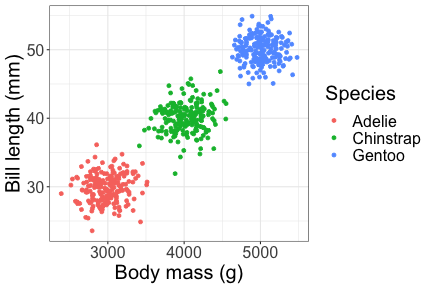 50
40
30
3000 4000 5000
Body mass (g)
Bill length (mm)
Species
Adelie
Chinstrap
Gentoo